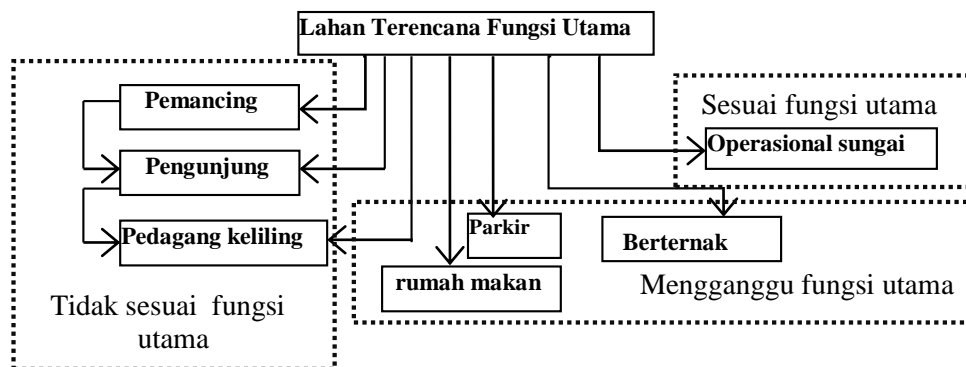 Lahan Terencana Fungsi Utama
Pemancing
Pengunjung
Pedagang keliling
Tidak sesuai fungsi
utama
Sesuai fungsi utama
Operasional sungai
Parkir
rumah makan
Berternak
Mengganggu fungsi utama